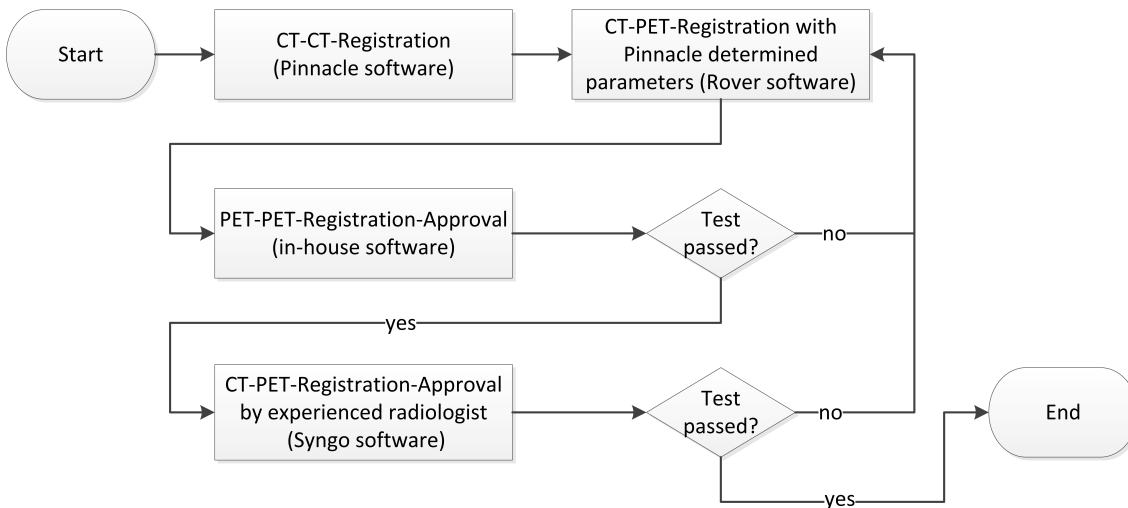 Start
CT-CT-Registration
(Pinnacle software)
CT-PET-Registration with
Pinnacle determined
parameters (Rover software)
PET-PET-Registration-Approval
(in-house software)
Test
passed?
no
yes
CT-PET-Registration-Approval
by experienced radiologist
(Syngo software)
Test
passed?
no
yes
End